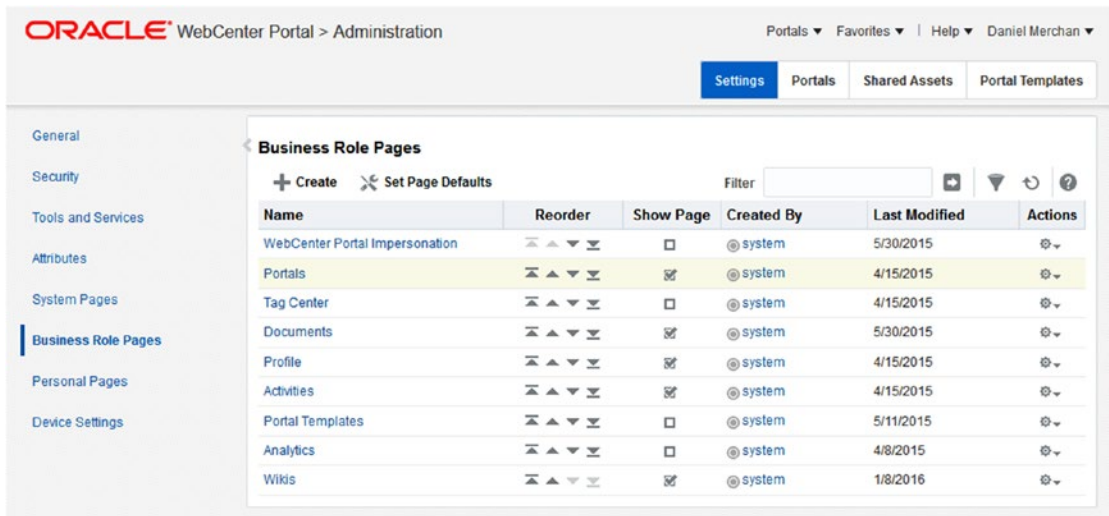 ORACLE WebCenter Portal > Administration Portals Favorites | Help Daniel Merchan
Settings Portals Shared Assets Portal Templates
General
Security
Tools and Services
Attributes
System Pages
Business Role Pages
Personal Pages
Device Settings
Business Role Pages
Create Set Page Defaults Filter
Name Reorder Show Page Created By Last Modified Actions
WebCenter Portal Impersonation system 5/30/2015
Portals system 4/15/2015
Tag Center system 4/15/2015
Documents system 5/30/2015
Profile system 4/15/2015
Activities system 4/15/2015
Portal Templates system 5/11/2015
Analytics system 4/8/2015
Wikis system 1/8/2016